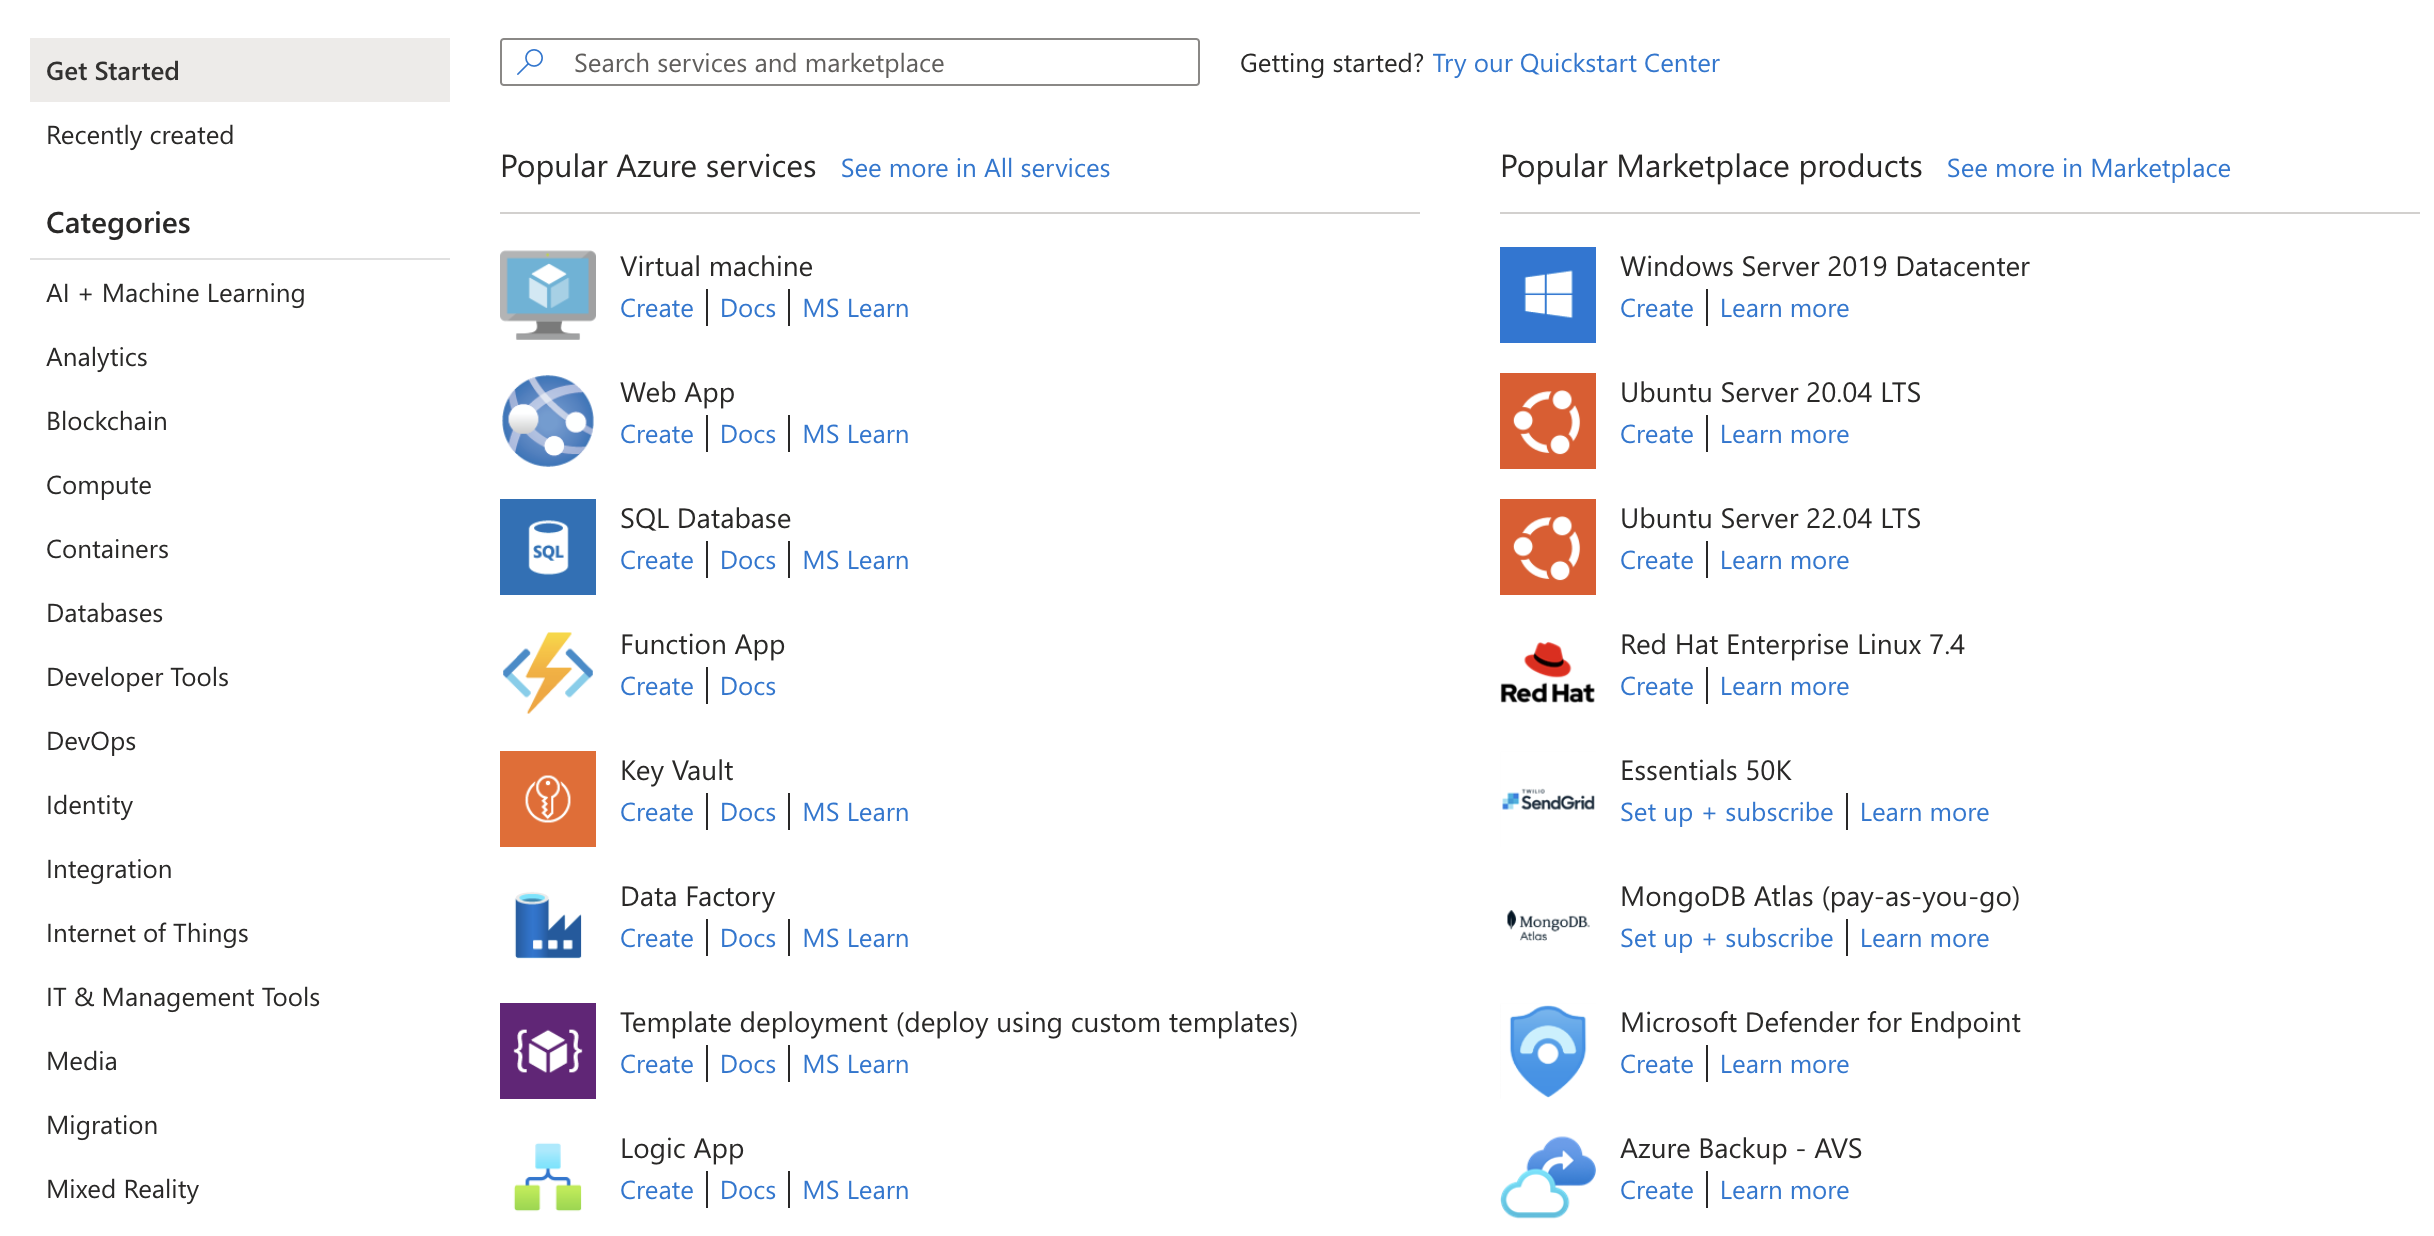 Get Started
Recently created
Categories
AI + Machine Learning
Analytics
Blockchain
Compute
Containers
Databases
Developer Tools
DevOps
Identity
Integration
Internet of Things
IT & Management Tools
Media
Migration
Mixed Reality
Search services and marketplace
Getting started? Try our Quickstart Center
Popular Azure services See more in All services
Virtual machine
Create | Docs | MS Learn
Web App
Create | Docs | MS Learn
SQL
SQL Database
Create | Docs | MS Learn
Function App
Create | Docs
Key Vault
Create | Docs | MS Learn
Data Factory
Create | Docs | MS Learn
Template deployment (deploy using custom templates)
Create | Docs | MS Learn
Logic App
Create | Docs | MS Learn
Popular Marketplace products See more in Marketplace
Windows Server 2019 Datacenter
Create | Learn more
Ubuntu Server 20.04 LTS
Create | Learn more
Ubuntu Server 22.04 LTS
Create | Learn more
Red Hat
Red Hat Enterprise Linux 7.4
Create | Learn more
TWILIO
SendGrid
Essentials 50K
Set up + subscribe | Learn more
MongoDB.
Atlas
MongoDB Atlas (pay-as-you-go)
Set up + subscribe | Learn more
Microsoft Defender for Endpoint
Create | Learn more
Azure Backup - AVS
Create | Learn more